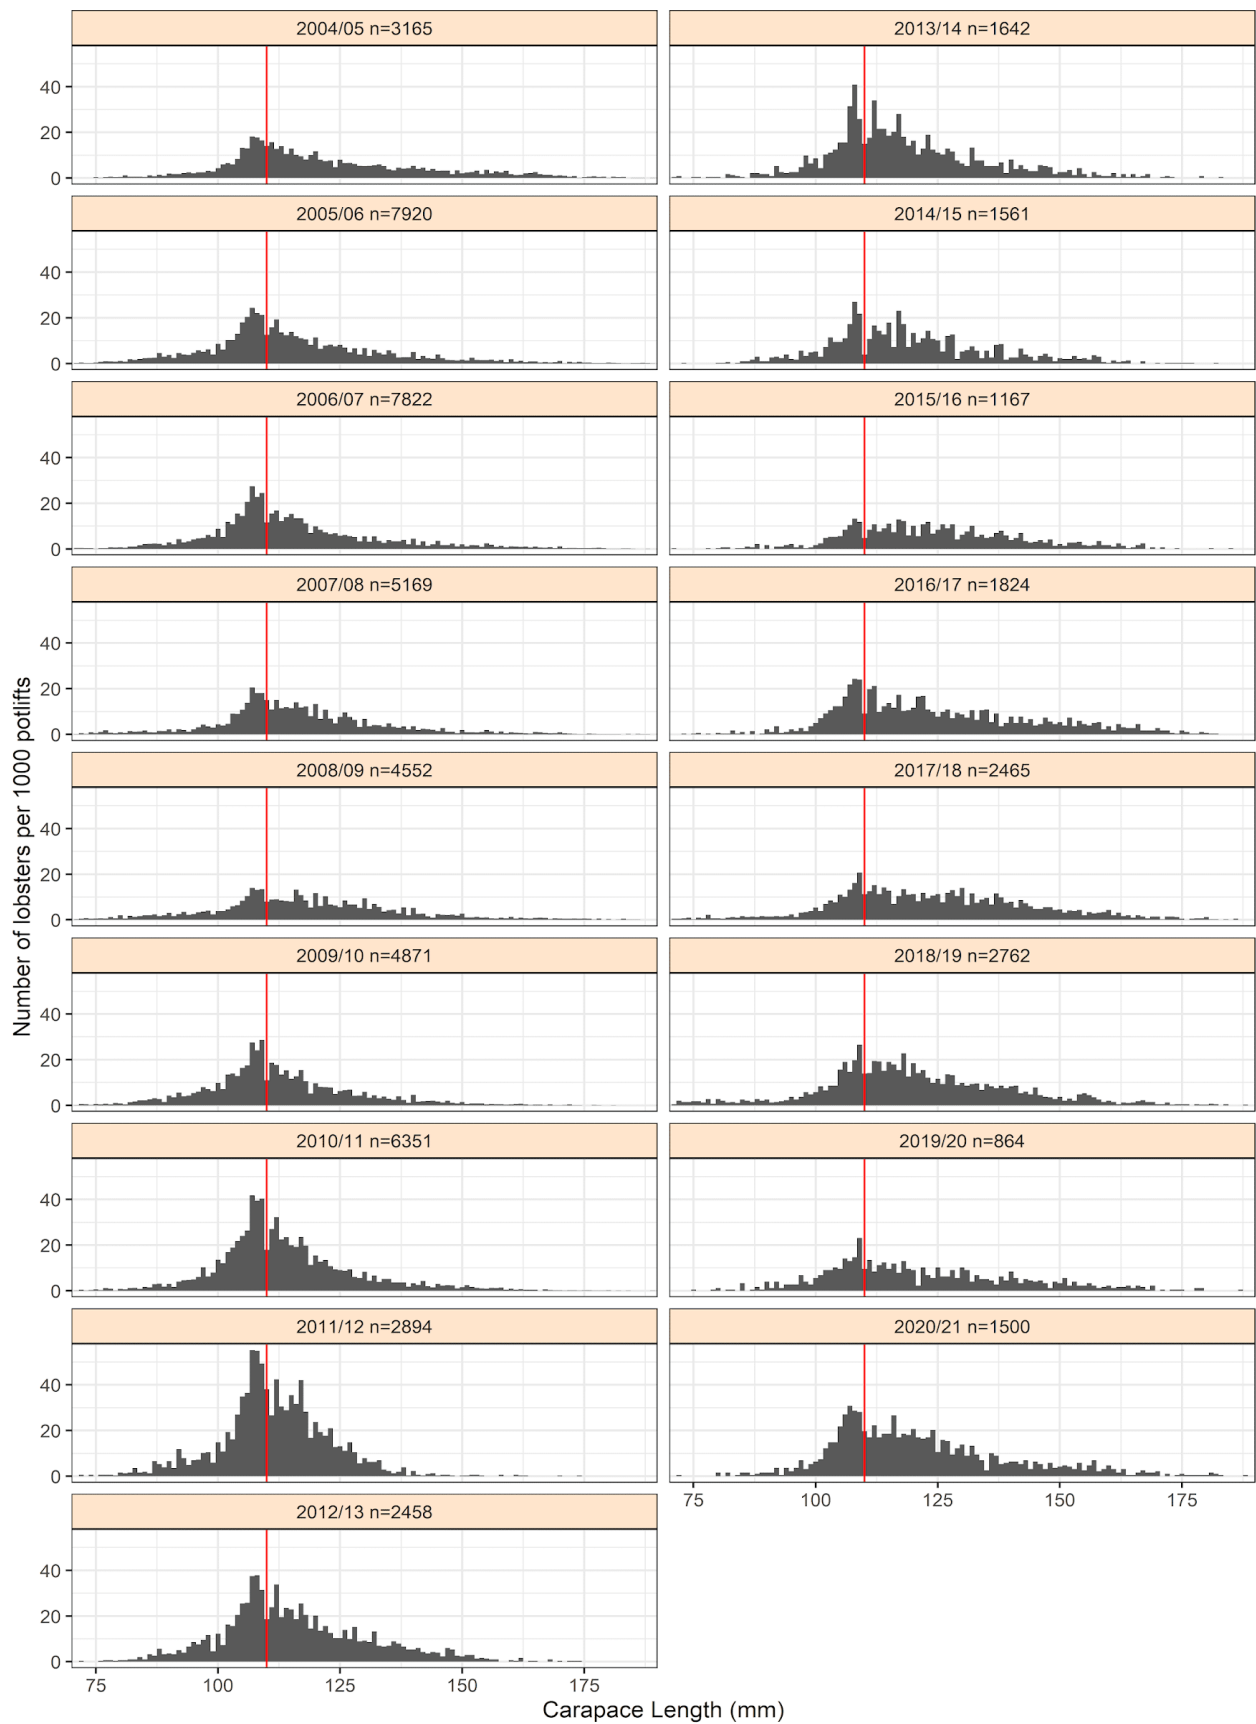 Number of lobsters per 1000 potlifts
2004/05 n=3165
40
20
0
2005/06 n=7920
40
20
0
2006/07 n=7822
40
20
0
2007/08 n=5169
40
20
0
2008/09 n=4552
40
20
0
2009/10 n=4871
40
20
0
2010/11 n=6351
40
20
0
2011/12 n=2894
40
20
0
2012/13 n=2458
40
20
0
75 100 125 150 175
2013/14 n=1642
2014/15 n=1561
2015/16 n=1167
2016/17 n=1824
2017/18 n=2465
2018/19 n=2762
2019/20 n=864
2020/21 n=1500
75 100 125 150 175
Carapace Length (mm)